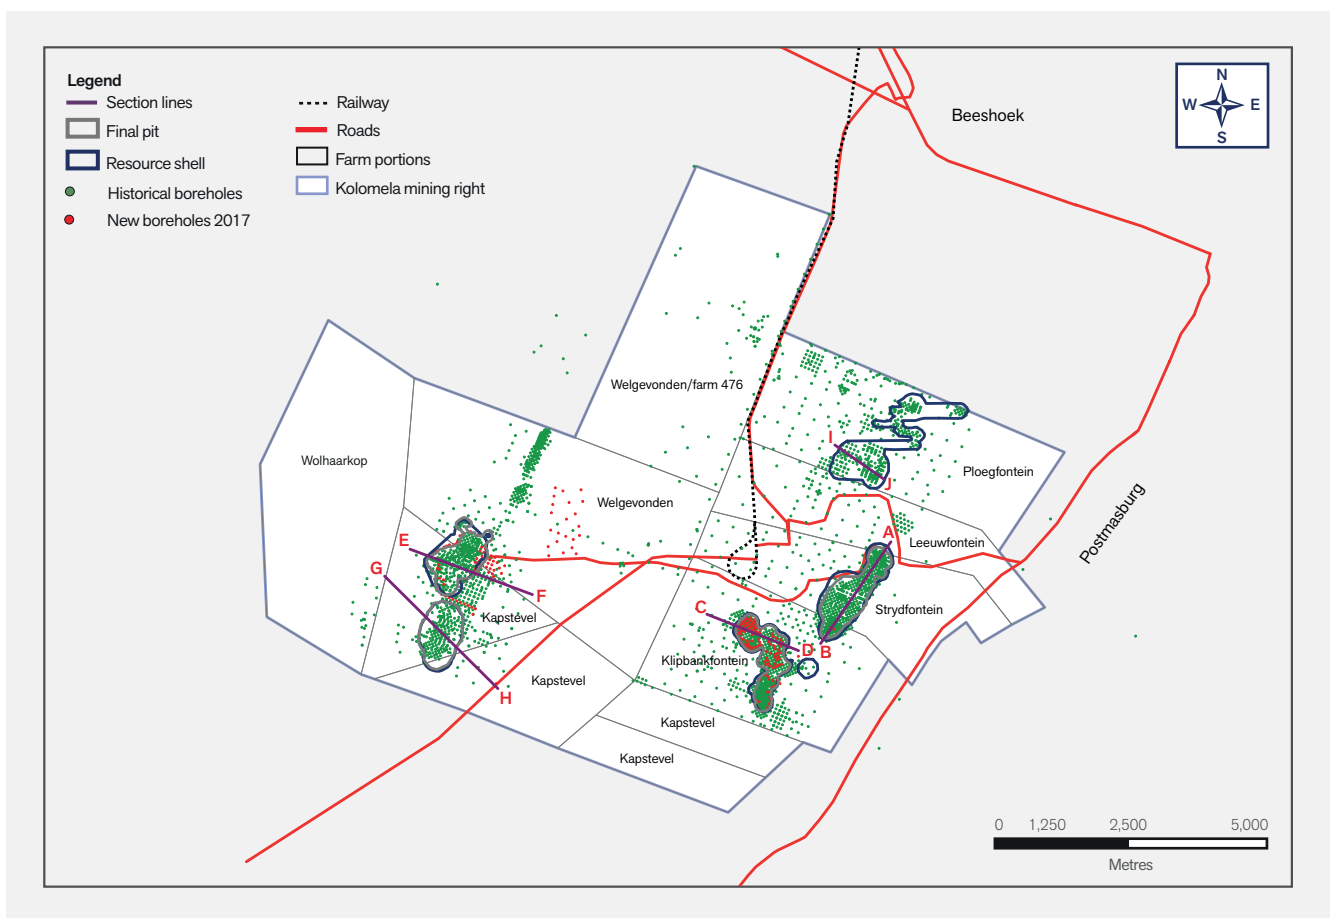 Legend
Section lines
Final pit
Resource shell
Historical boreholes
New boreholes 2017
Railway
Roads
Farm portions
Kolomela mining right
N
W E
S
Beeshoek
Welgevonden/farm 476
Wolhaarkop
Welgevonden
Ploegfontein
I
J
A
Leeuwfontein
Postmasburg
E
G
F
Kapstevel
C
Strydfontein
D B
Klipbankfontein
Kapstevel
H
Kapstevel
Kapstevel
0 1,250 2,500 5,000
Metres